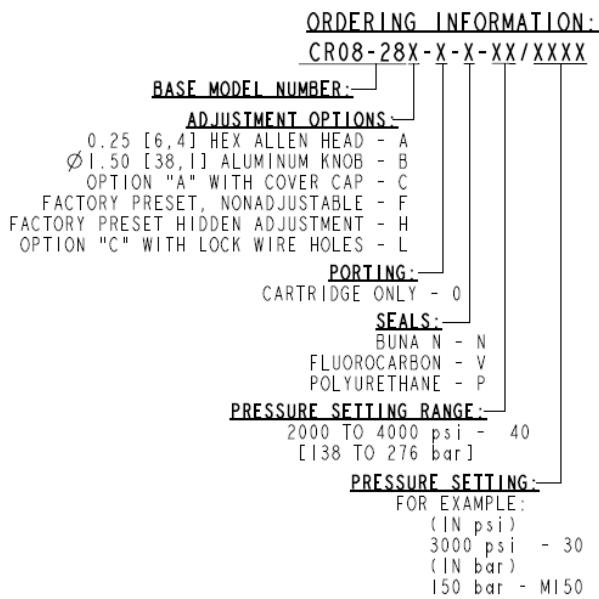 ORDERING INFORMATION:
CR08-28X-X-X-XX/XXXX
BASE MODEL NUMBER:
ADJUSTMENT OPTIONS:
0.25 [6,4] HEX ALLEN HEAD - A
Ø1.50 [38,1] ALUMINUM KNOB - B
OPTION "A" WITH COVER CAP - C
FACTORY PRESET, NONADJUSTABLE - F
FACTORY PRESET HIDDEN ADJUSTMENT - H
OPTION "C" WITH LOCK WIRE HOLES - L
PORTING:
CARTRIDGE ONLY - 0
SEALS:
BUNA N - N
FLUOROCARBON - V
POLYURETHANE - P
PRESSURE SETTING RANGE:
2000 TO 4000 psi - 40
[138 TO 276 bar]
PRESSURE SETTING:
FOR EXAMPLE:
(IN psi)
3000 psi - 30
(IN bar)
150 bar - M150